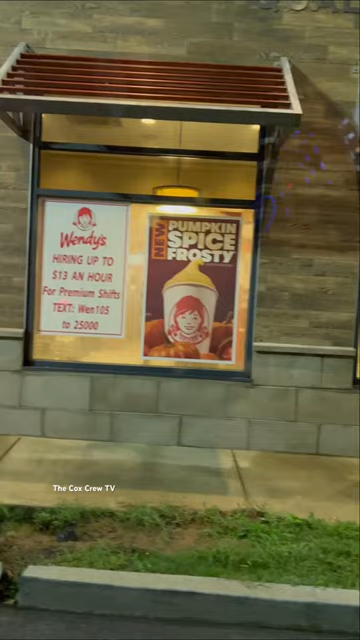 Wendy's
HIRING UP TO
$13 AN HOUR
For Premium Shifts
TEXT: Wen105
to 25000
NEW
PUMPKIN
SPICE
FROSTY
The Cox Crew TV